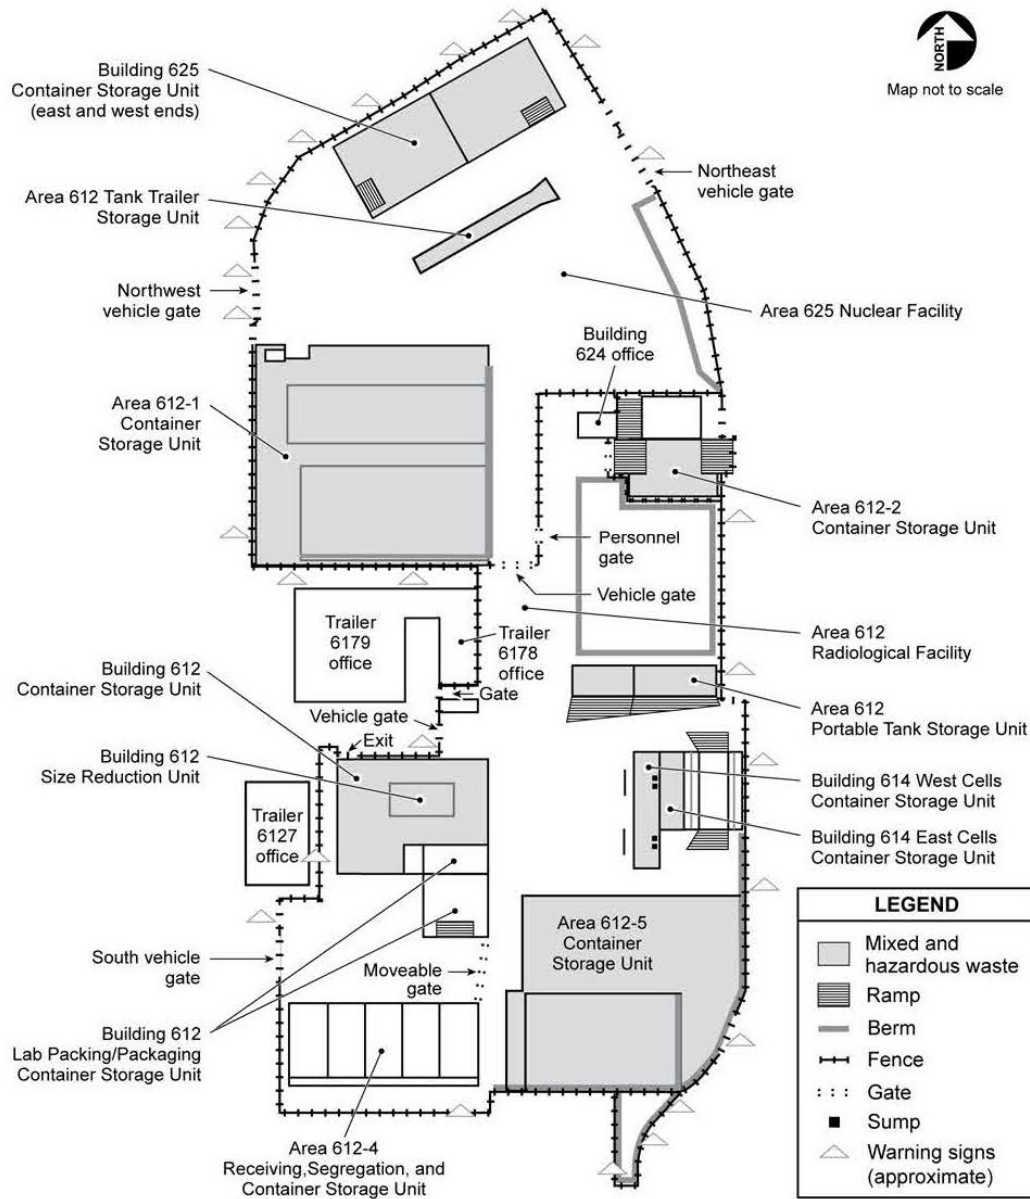 NORTH
Map not to scale
Building 625
Container Storage Unit
(east and west ends)
Area 612 Tank Trailer
Storage Unit
Northeast
vehicle gate
Northwest
vehicle gate
Area 625 Nuclear Facility
Building
624 office
Area 612-1
Container
Storage Unit
Area 612-2
Container Storage Unit
Personnel
gate
Vehicle gate
Trailer
6179
office
Trailer
6178
office
Area 612
Radiological Facility
Building 612
Container Storage Unit
Gate
Vehicle gate
Exit
Area 612
Portable Tank Storage Unit
Building 612
Size Reduction Unit
Building 614 West Cells
Container Storage Unit
Trailer
6127
office
Building 614 East Cells
Container Storage Unit
Area 612-5
Container
Storage Unit
South vehicle
gate
Moveable
gate
Building 612
Lab Packing/Packaging
Container Storage Unit
Area 612-4
Receiving,Segregation, and
Container Storage Unit
LEGEND
Mixed and
hazardous waste
Ramp
Berm
Fence
Gate
Sump
Warning signs
(approximate)